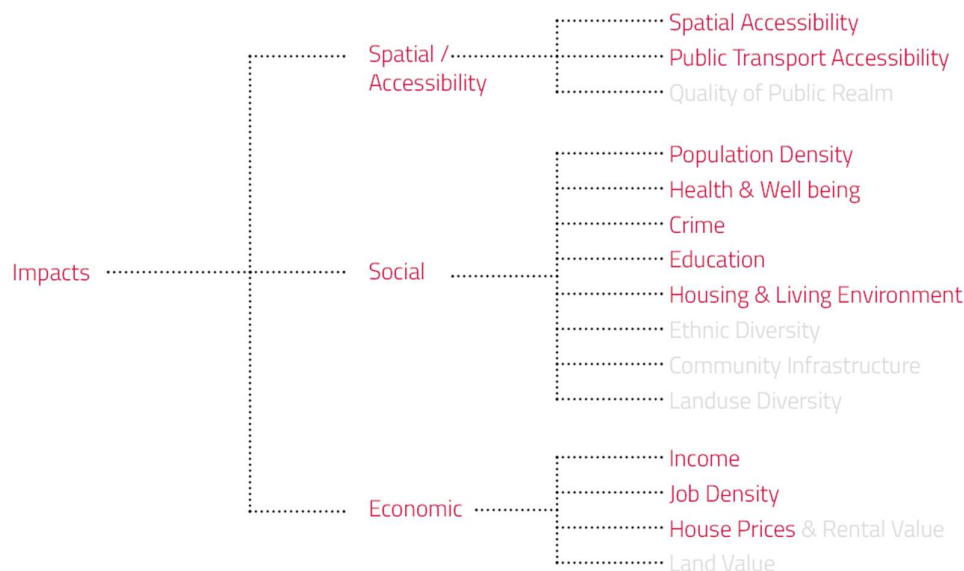 Impacts
Spatial /
Accessibility
Spatial Accessibility
Public Transport Accessibility
Quality of Public Realm
Social
Population Density
Health & Well being
Crime
Education
Housing & Living Environment
Ethnic Diversity
Community Infrastructure
Landuse Diversity
Economic
Income
Job Density
House Prices & Rental Value
Land Value